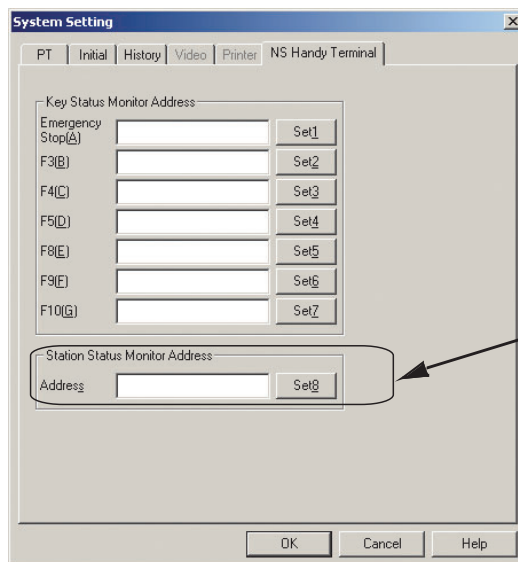 System Setting
PT Initial History Video Printer NS Handy Terminal
Key Status Monitor Address
Emergency
Stop(A) Set1
F3(B) Set2
F4(C) Set3
F5(D) Set4
F8(E) Set5
F9(F) Set6
F10(G) Set7
Station Status Monitor Address
Address Set8
OK Cancel Help